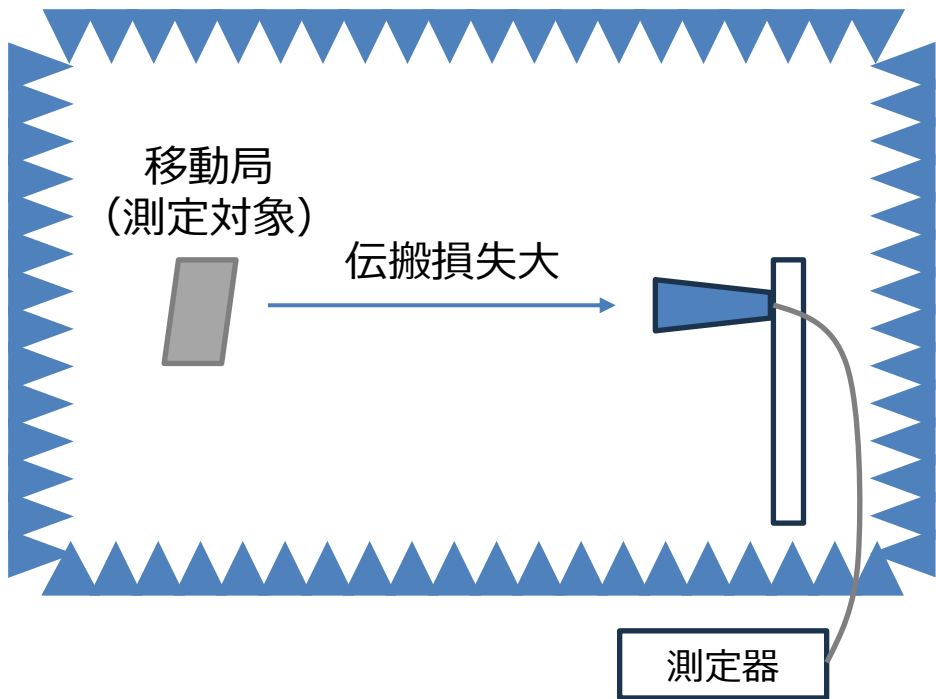 移動局
（測定対象）
伝搬損失大
測定器